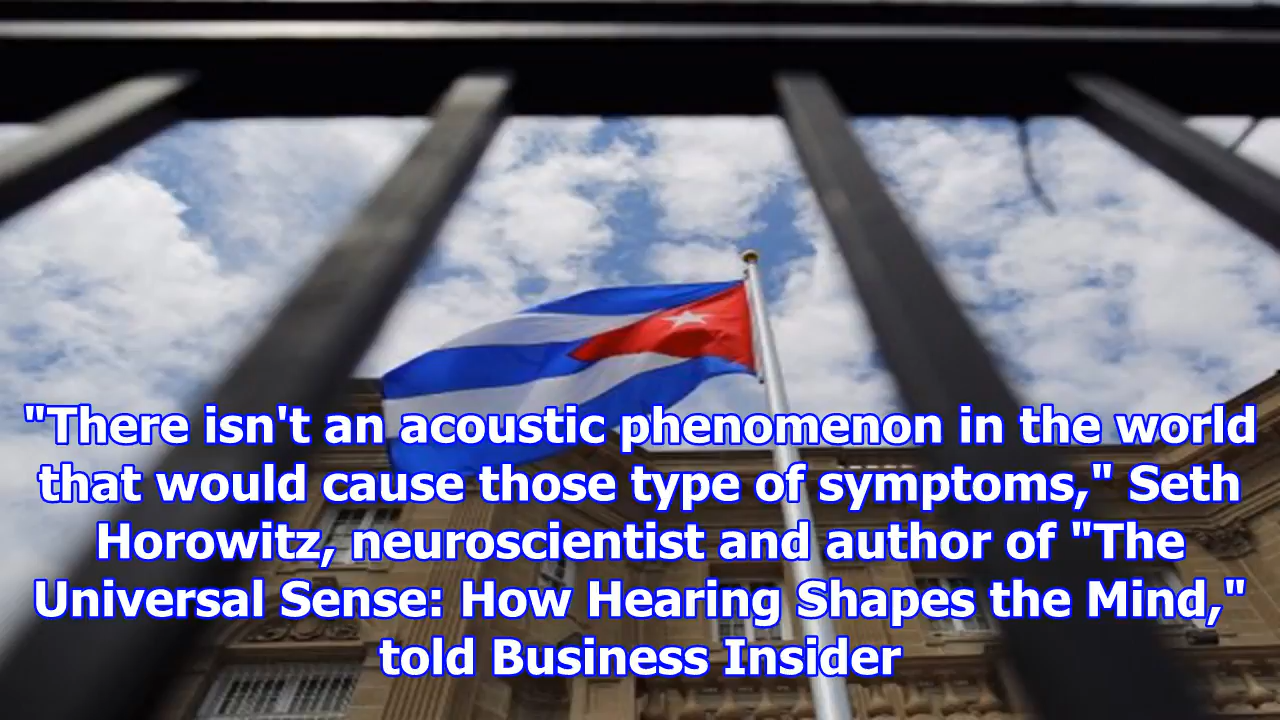 "There isn't an acoustic phenomenon in the world
that would cause those type of symptoms," Seth
Horowitz, neuroscientist and author of "The
Universal Sense: How Hearing Shapes the Mind,"
told Business Insider